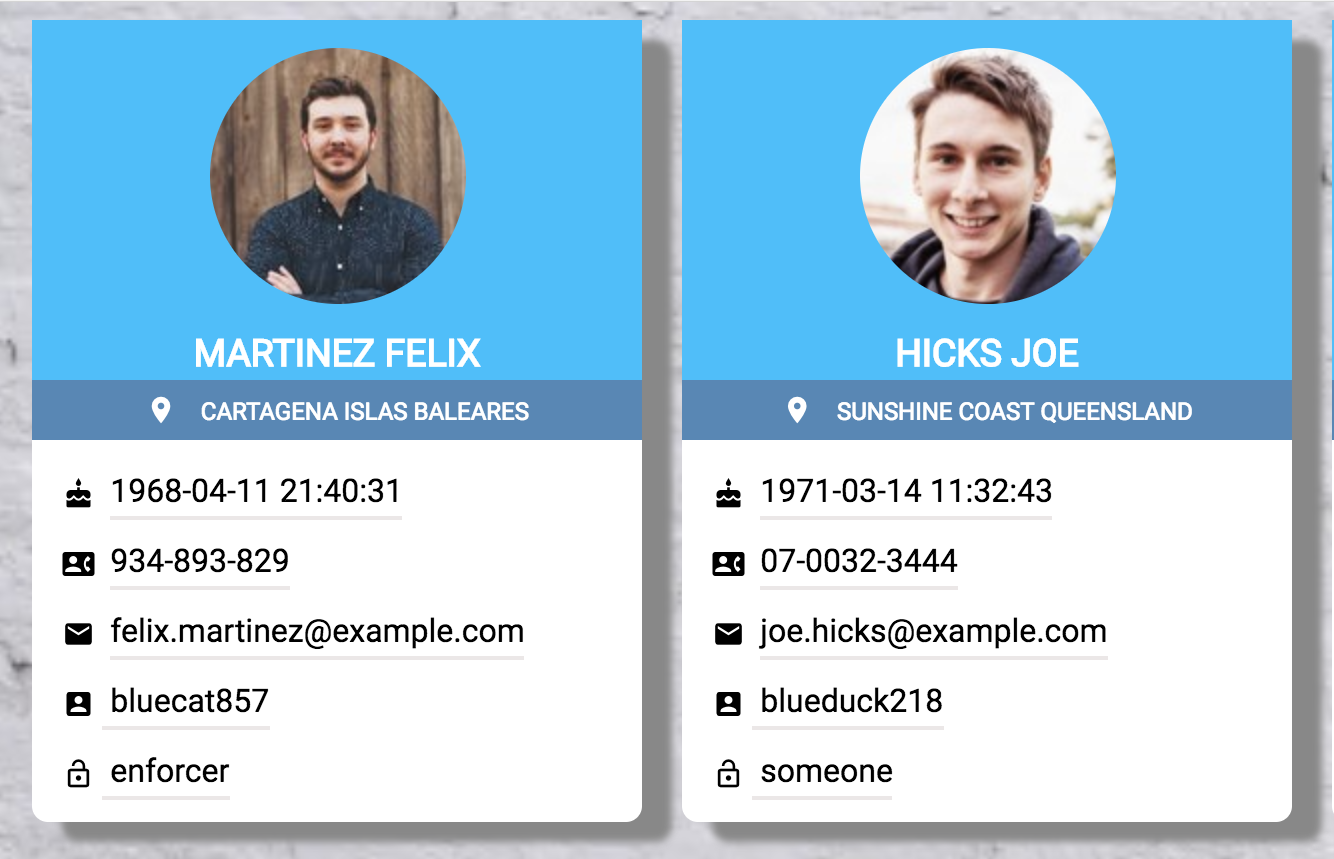 MARTINEZ FELIX
CARTAGENA ISLAS BALEARES
1968-04-11 21:40:31
934-893-829
felix.martinez@example.com
bluecat857
enforcer
HICKS JOE
SUNSHINE COAST QUEENSLAND
1971-03-14 11:32:43
07-0032-3444
joe.hicks@example.com
blueduck218
someone